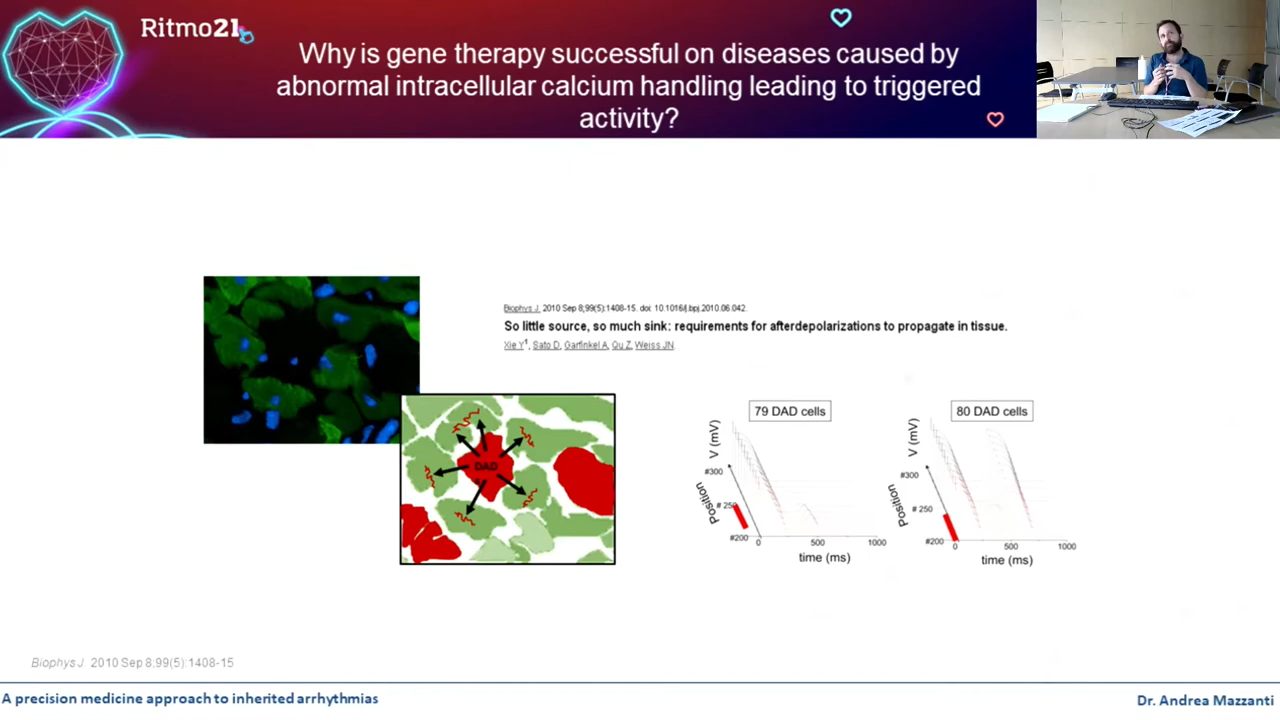 Ritmo21
Why is gene therapy successful on diseases caused by
abnormal intracellular calcium handling leading to triggered
activity?
Biophys J. 2010 Sep 8;99(5):1408-15. doi: 10.1016/j.bpj.2010.06.042.
So little source, so much sink: requirements for afterdepolarizations to propagate in tissue.
Xie Y1, Sato D, Garfinkel A, Qu Z, Weiss JN.
DAD
79 DAD cells
V (mV)
#300
Position
# 250
#200
0
500
1000
time (ms)
80 DAD cells
V (mV)
#300
Position
# 250
#200
0
500
1000
time (ms)
Biophys J. 2010 Sep 8;99(5):1408-15
A precision medicine approach to inherited arrhythmias
Dr. Andrea Mazzanti